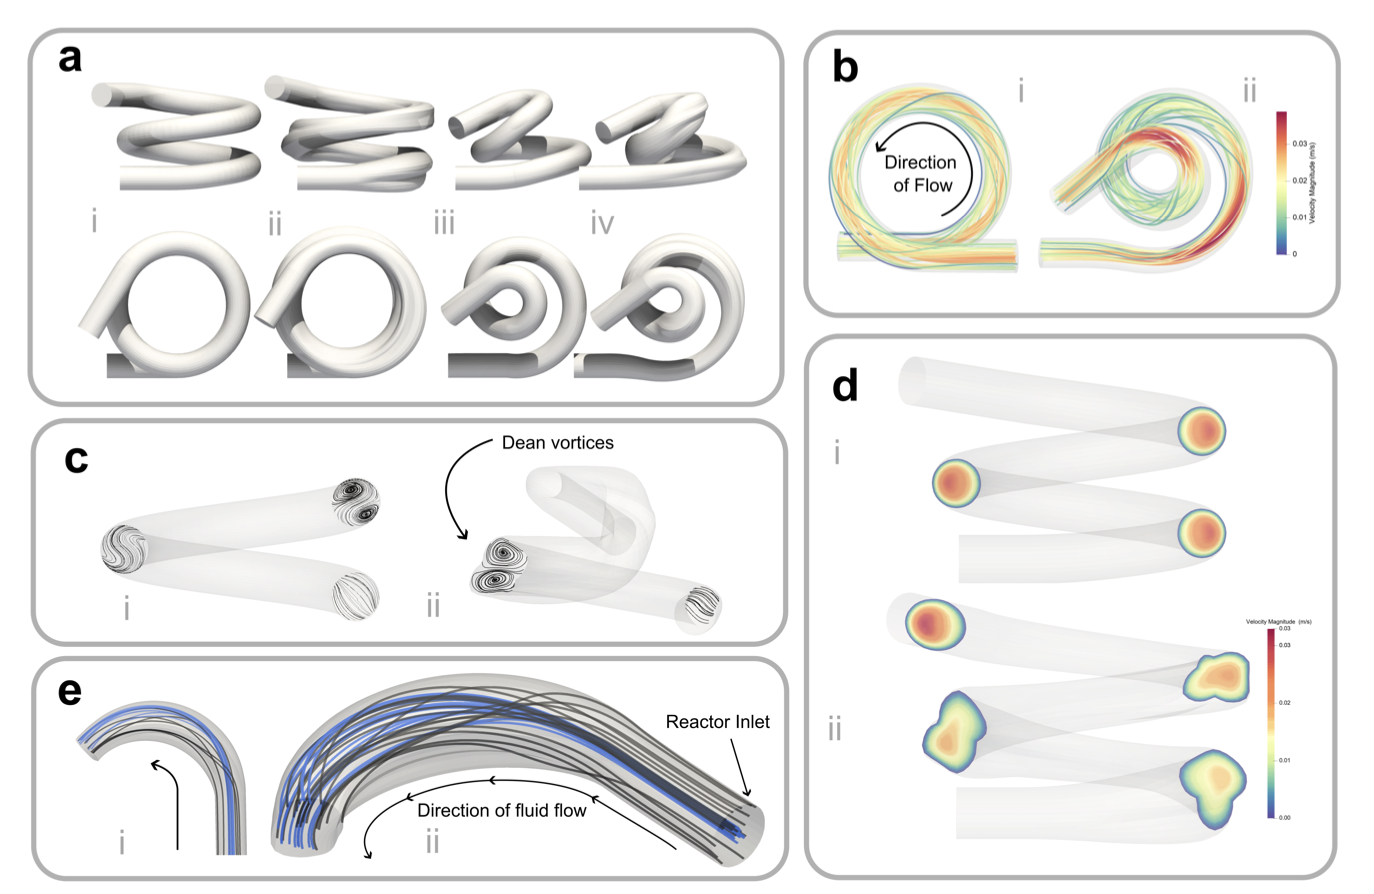 a
i
ii
iii
iv
b
i
ii
Direction
of Flow
0.03
0.02
0.01
0
Velocity Magnitude (m/s)
c
Dean vortices
i
ii
d
i
ii
Velocity Magnitude (m/s)
0.03
0.03
0.02
0.01
0.00
e
Reactor Inlet
Direction of fluid flow
i
ii